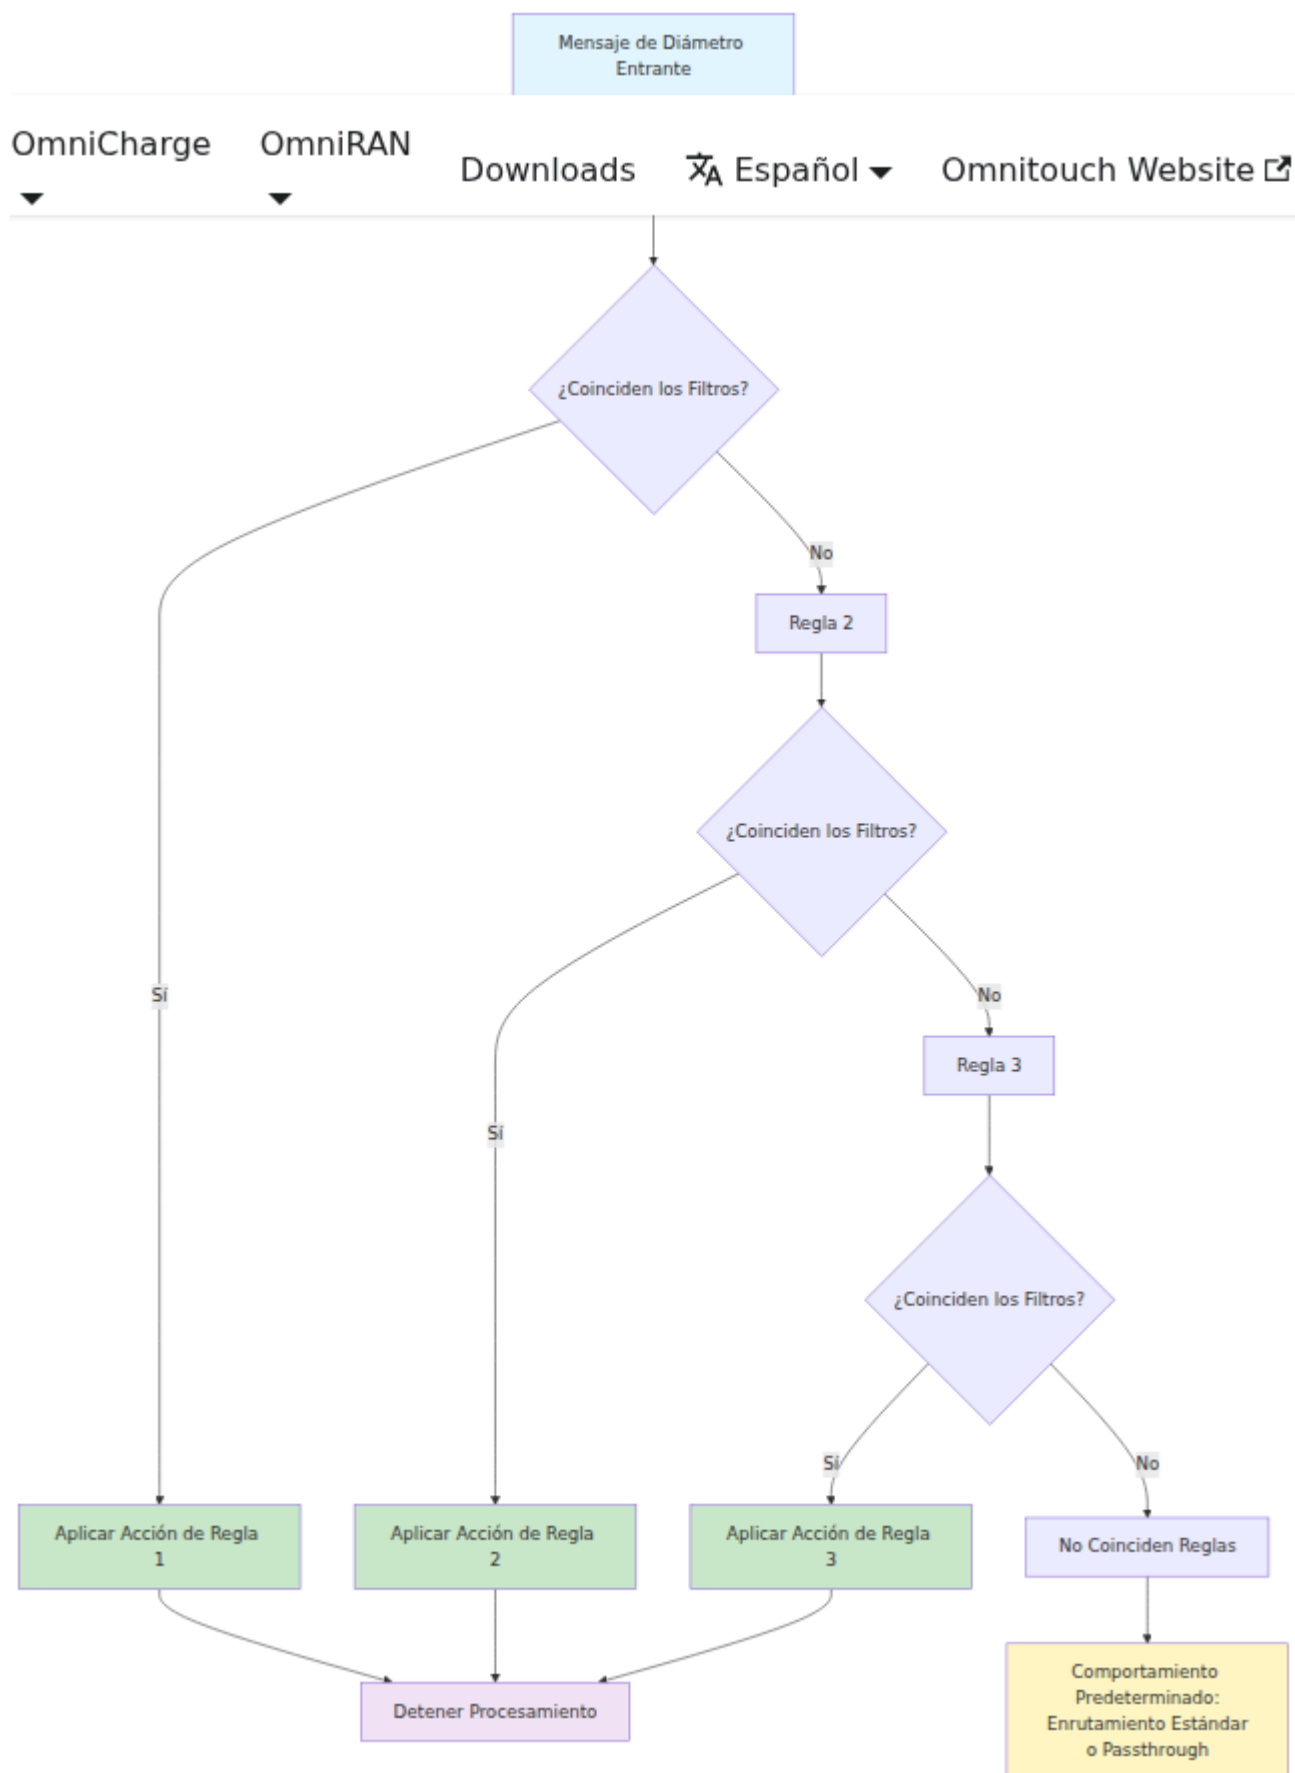 Mensaje de Diámetro
Entrante
OmniCharge
OmniRAN
Downloads
Español
Omnitouch Website
¿Coinciden los Filtros?
No
Regla 2
¿Coinciden los Filtros?
Sí
No
Regla 3
Sí
¿Coinciden los Filtros?
Sí
No
Aplicar Acción de Regla
1
Aplicar Acción de Regla
2
Aplicar Acción de Regla
3
No Coinciden Reglas
Detener Procesamiento
Comportamiento
Predeterminado:
Enrutamiento Estándar
o Passthrough